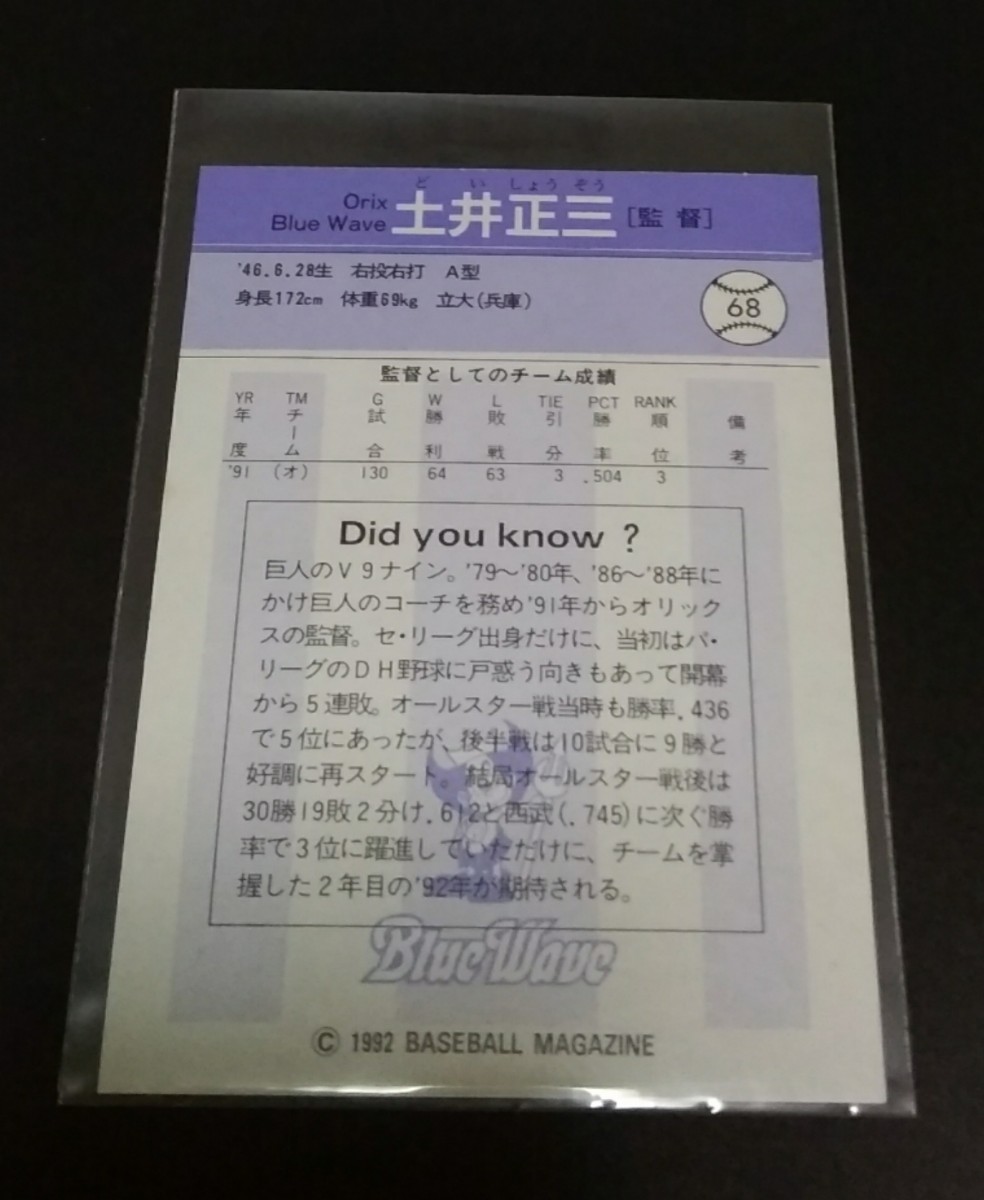 ど い しょう ぞう
Orix
Blue Wave 土井正三 [監督]
'46.6.28生 右投右打 A型
身長172cm 体重69kg 立大(兵庫)
68
監督としてのチーム成績
YR TM G W L TIE PCT RANK
年度 チーム 試合 勝利 敗戦 引分 勝率 順位 備考
'91 (オ) 130 64 63 3 .504 3
Did you know ?
巨人のV9ナイン。'79〜'80年、'86〜'88年に
かけ巨人のコーチを務め'91年からオリック
スの監督。セ・リーグ出身だけに、当初はパ・
リーグのDH野球に戸惑う向きもあって開幕
から5連敗。オールスター戦当時も勝率.436
で5位にあったが、後半戦は10試合に9勝と
好調に再スタート。結局オールスター戦後は
30勝19敗2分け.612と西武(.745)に次ぐ勝
率で3位に躍進していただけに、チームを掌
握した2年目の'92年が期待される。
Blue Wave
© 1992 BASEBALL MAGAZINE